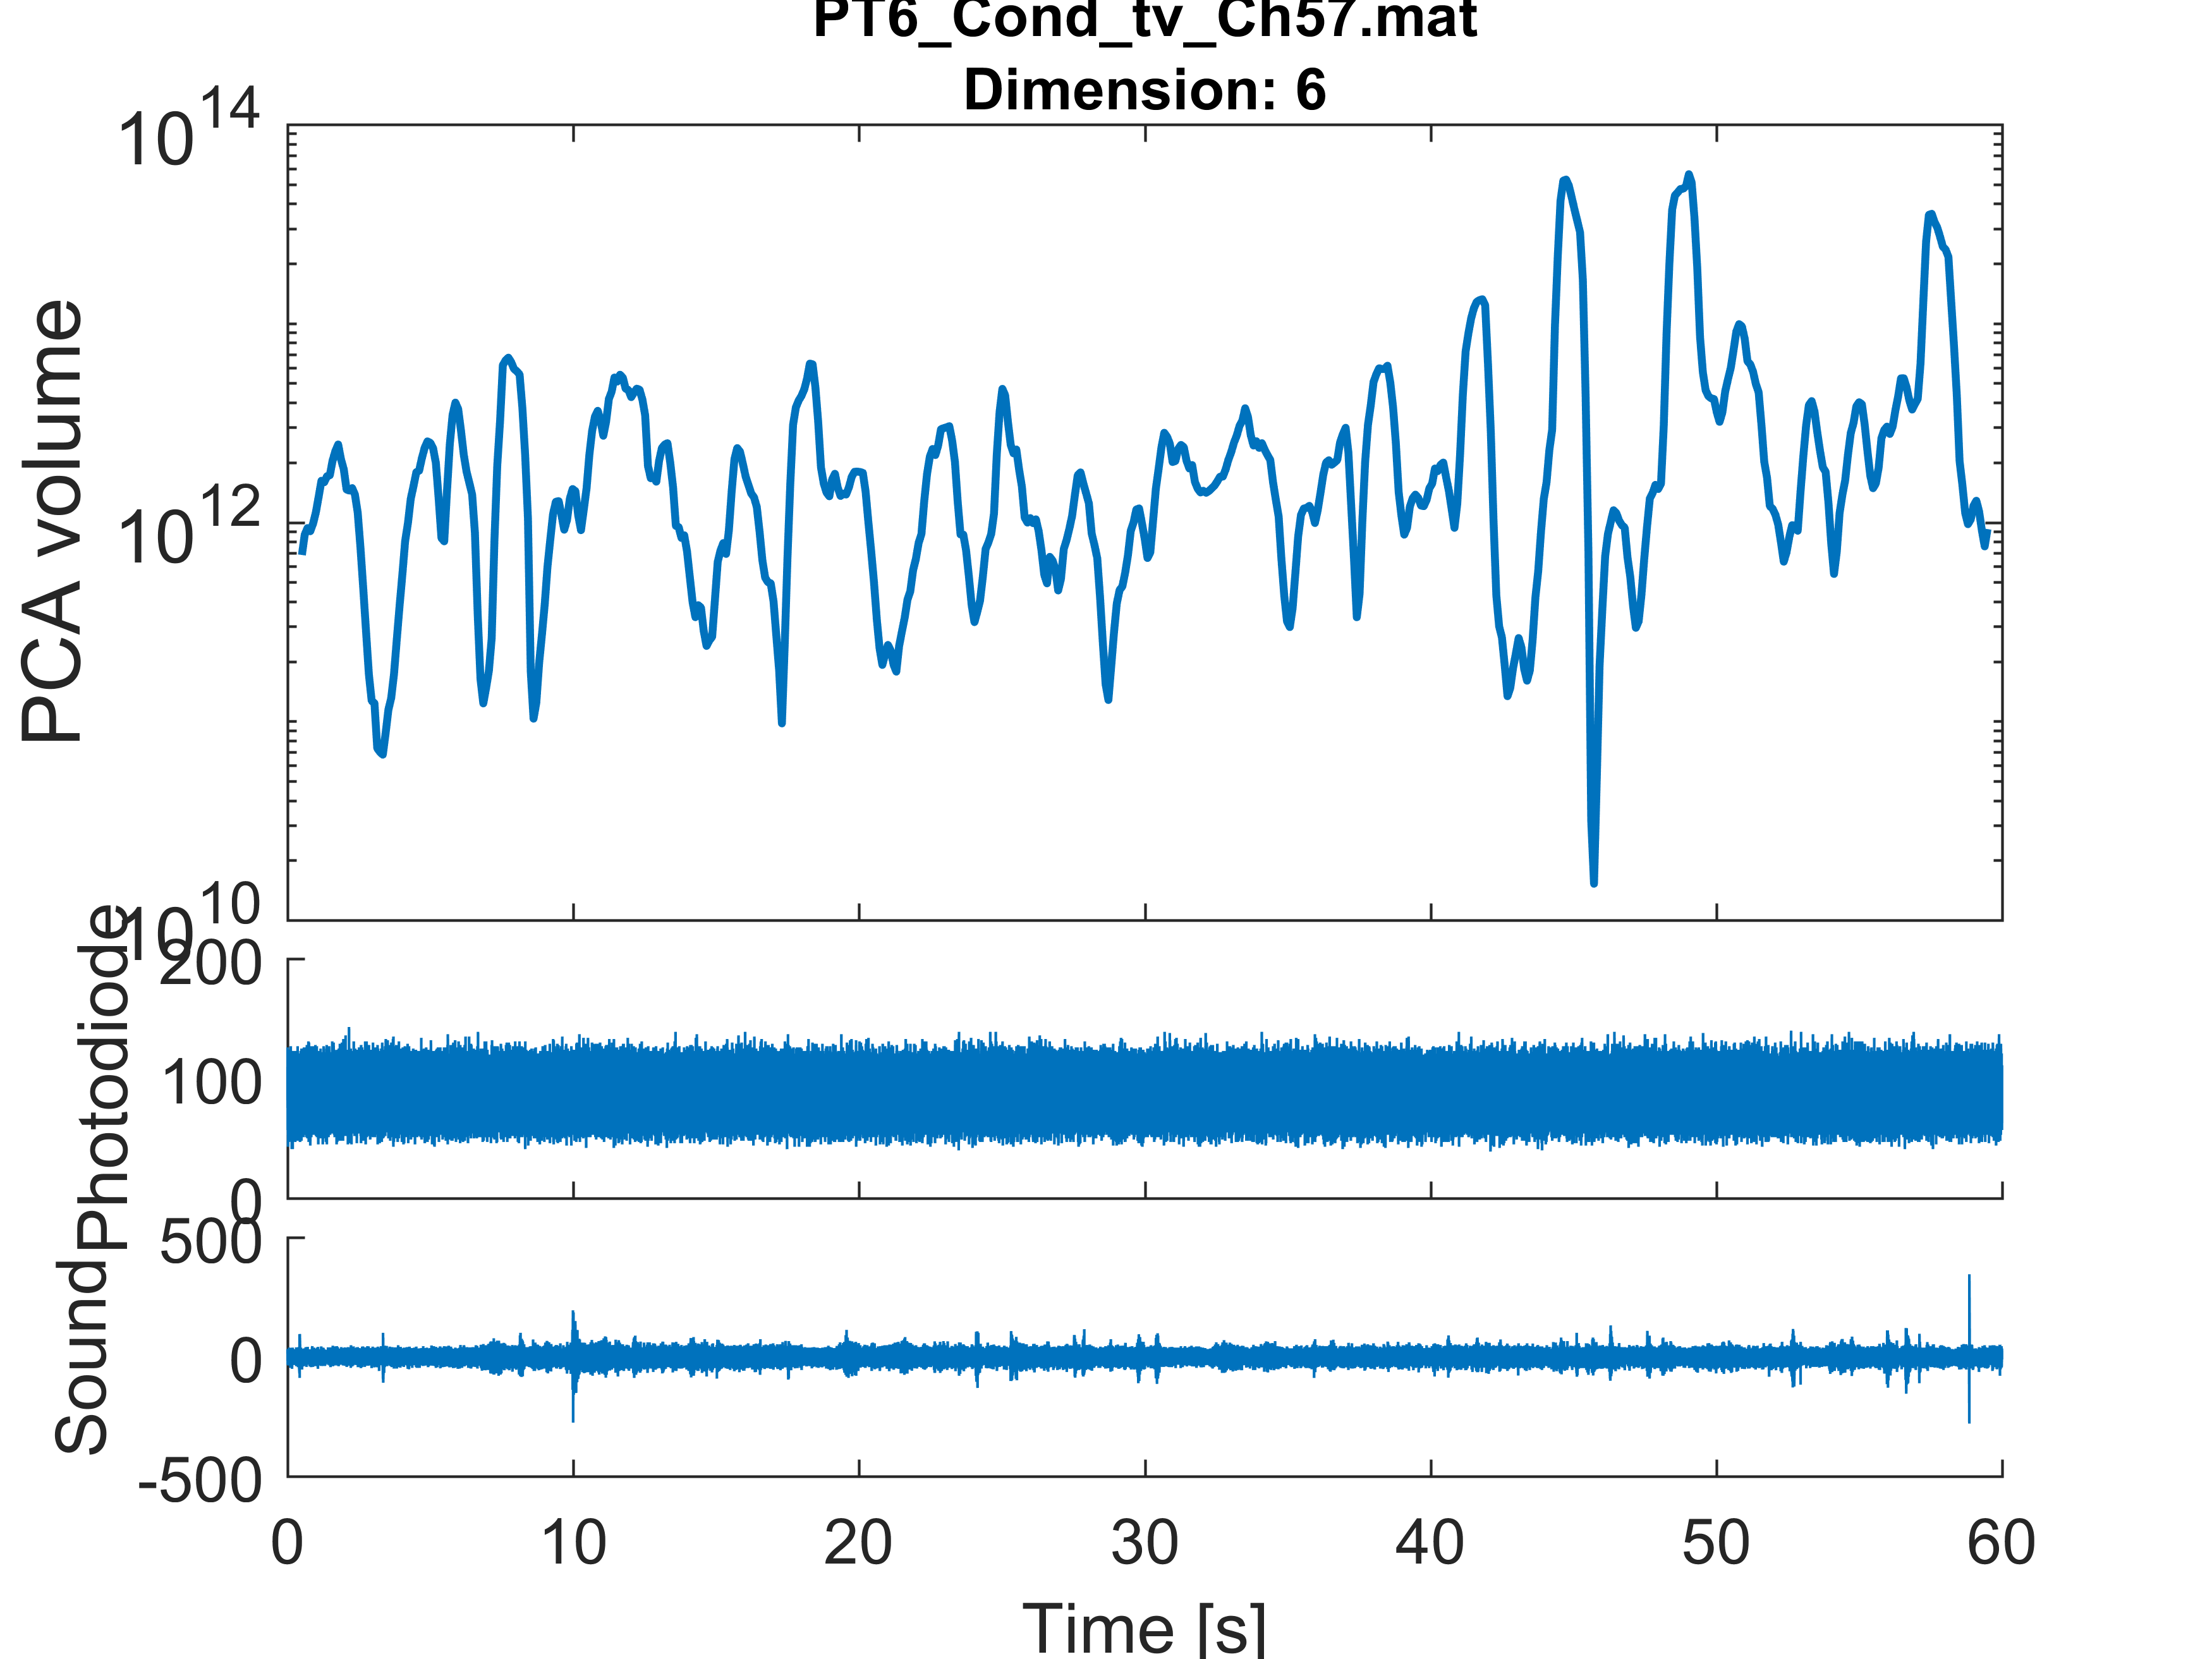 PT6_Cond_tv_Ch57.mat
Dimension: 6
PCA volume
10^14
10^12
10^10
Photodiode
200
100
0
Sound
500
0
-500
0 10 20 30 40 50 60
Time [s]